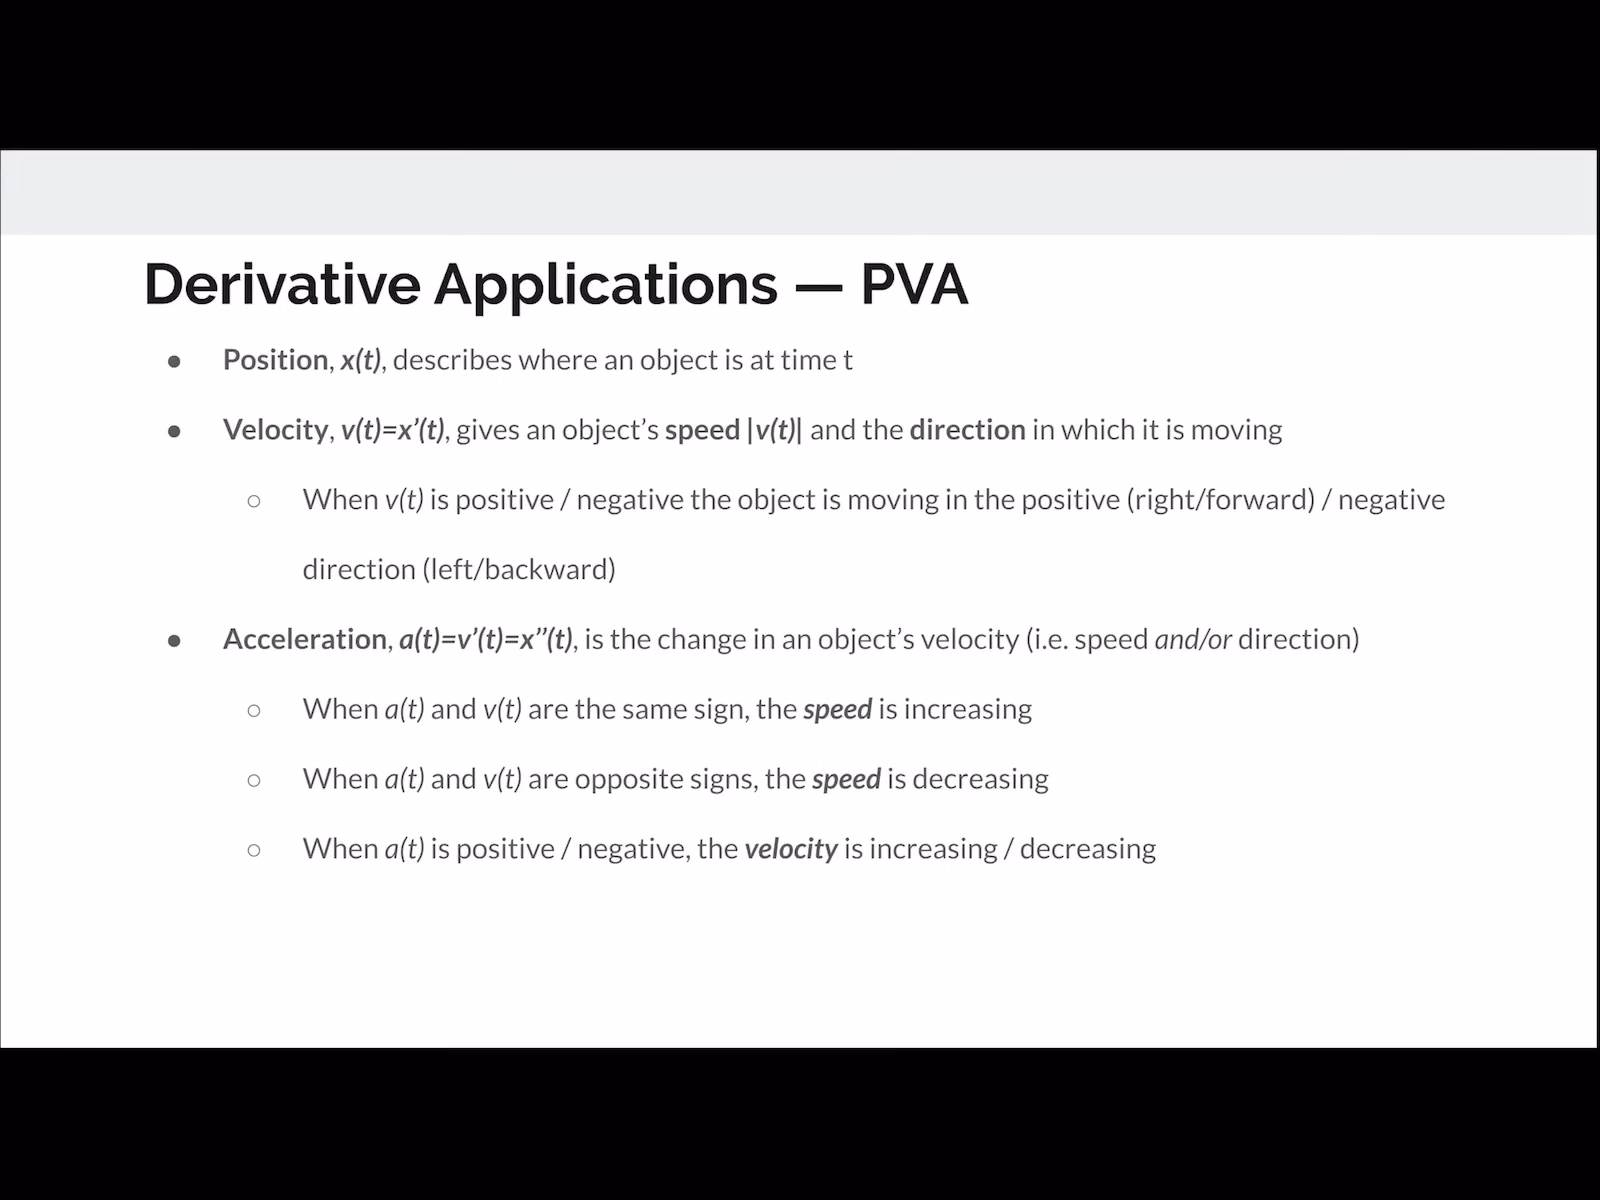 Derivative Applications — PVA
● Position, x(t), describes where an object is at time t
● Velocity, v(t)=x’(t), gives an object’s speed |v(t)| and the direction in which it is moving
○ When v(t) is positive / negative the object is moving in the positive (right/forward) / negative
direction (left/backward)
● Acceleration, a(t)=v’(t)=x’’(t), is the change in an object’s velocity (i.e. speed and/or direction)
○ When a(t) and v(t) are the same sign, the speed is increasing
○ When a(t) and v(t) are opposite signs, the speed is decreasing
○ When a(t) is positive / negative, the velocity is increasing / decreasing